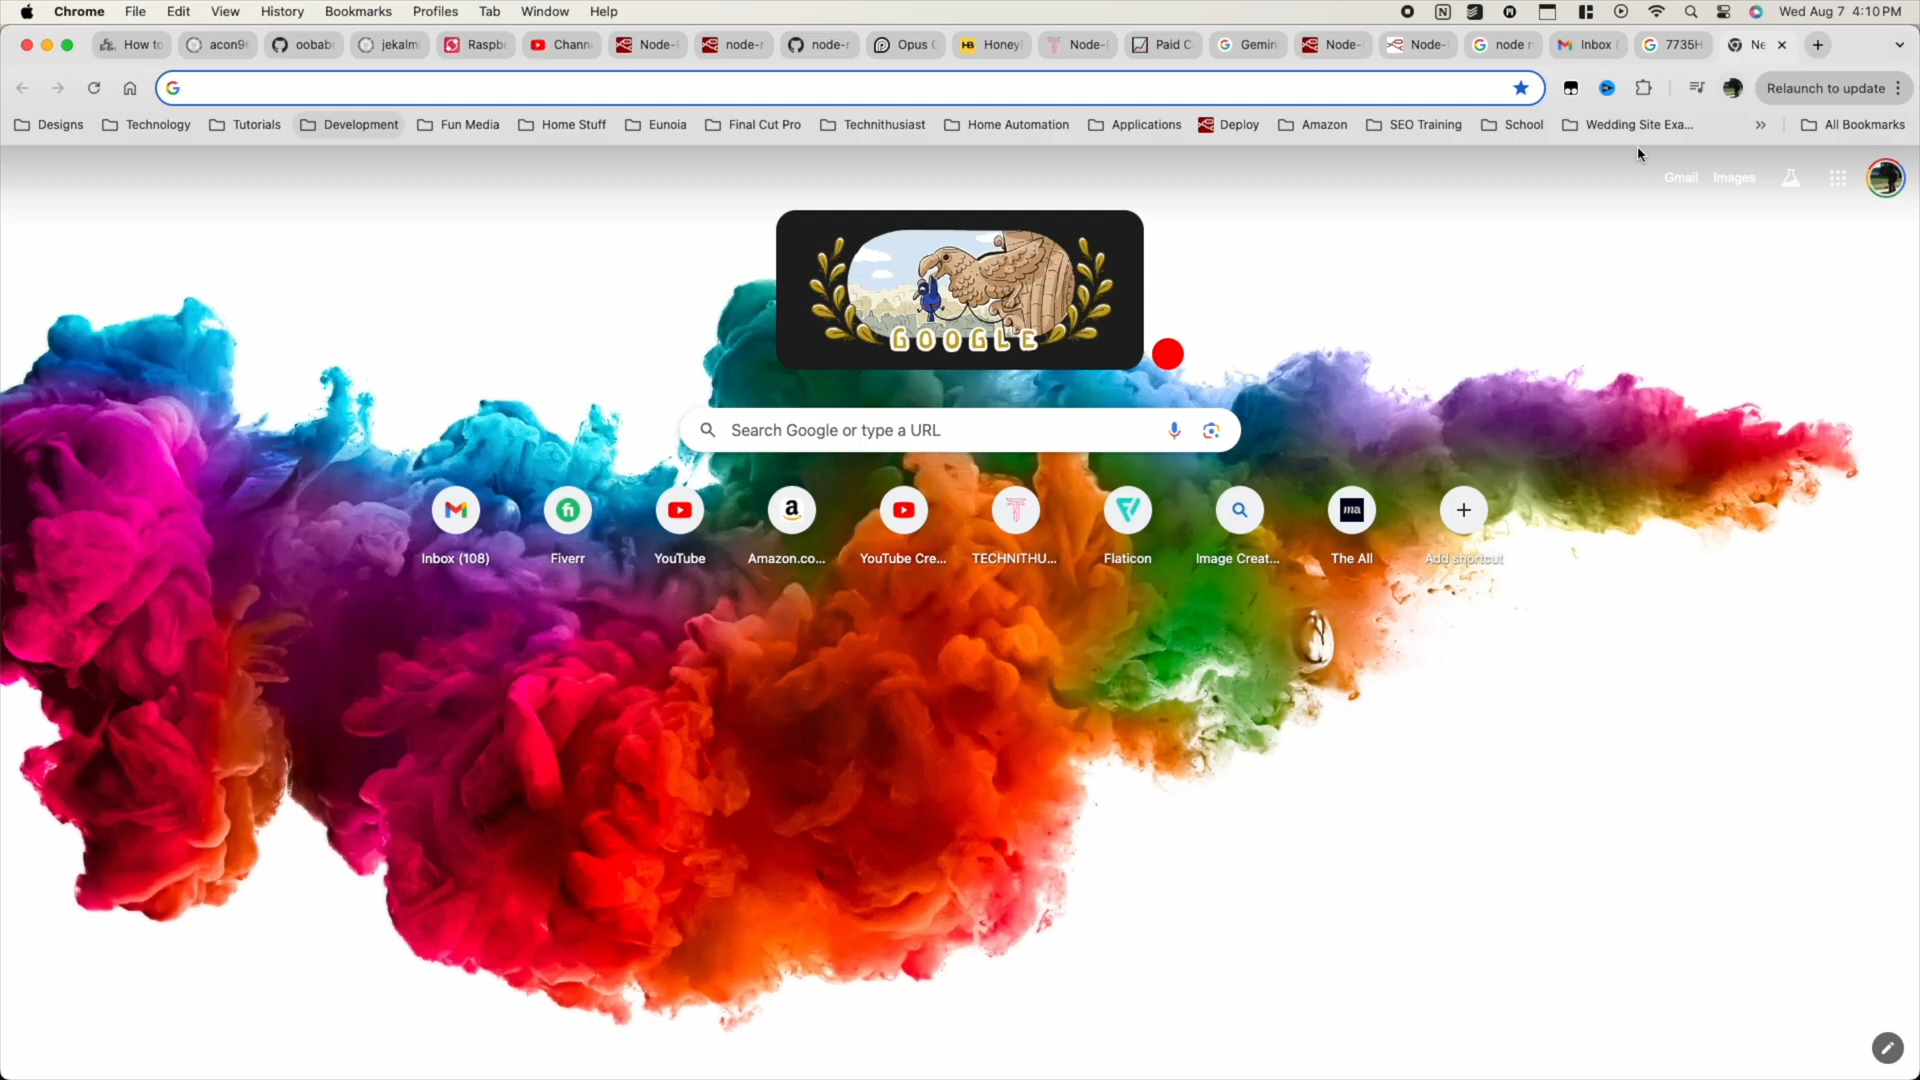 Chrome File Edit View History Bookmarks Profiles Tab Window Help Wed Aug 7 4:10 PM
How to acon9 oobab jekalm Raspb Chann Node- node-r node-r Opus C Honey Node- Paid C Gemin Node- Node- node r Inbox ( 7735H Ne
Relaunch to update
Designs Technology Tutorials Development Fun Media Home Stuff Eunoia Final Cut Pro Technithusiast Home Automation Applications Deploy Amazon SEO Training School Wedding Site Exa... All Bookmarks
Gmail Images
GOOGLE
Search Google or type a URL
Inbox (108) Fiverr YouTube Amazon.co... YouTube Cre... TECHNITHU... Flaticon Image Creat... The All Add shortcut